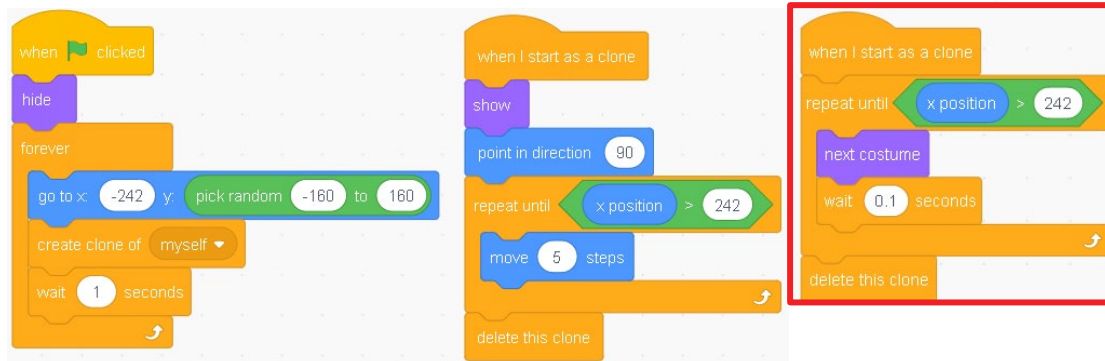 when clicked
hide
forever
go to x: -242 y: pick random -160 to 160
create clone of myself
wait 1 seconds
when I start as a clone
show
point in direction 90
repeat until x position > 242
move 5 steps
delete this clone
when I start as a clone
repeat until x position > 242
next costume
wait 0.1 seconds
delete this clone